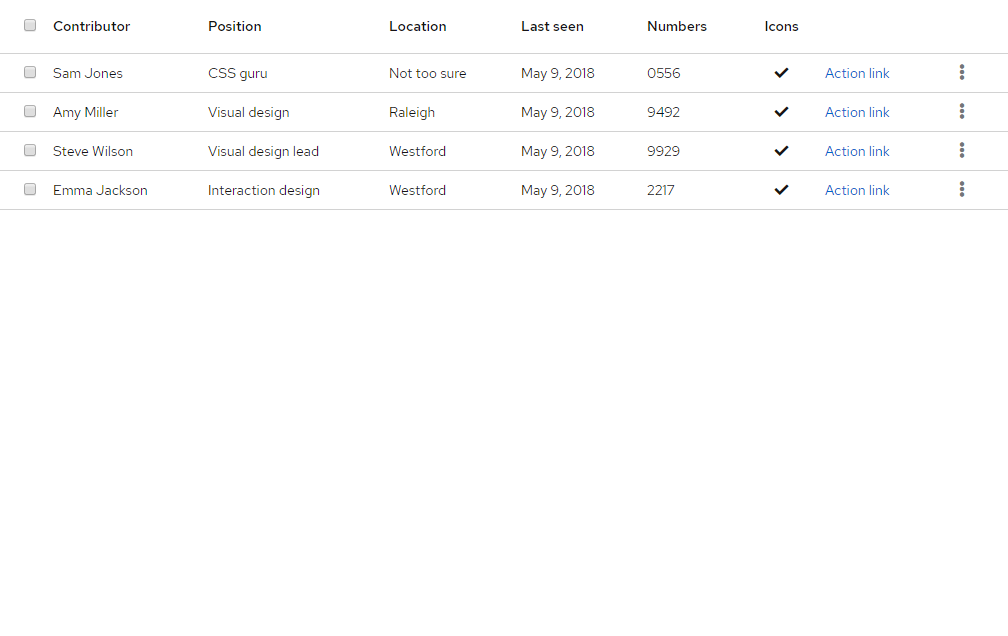 Contributor Position Location Last seen Numbers Icons
Sam Jones CSS guru Not too sure May 9, 2018 0556 Action link
Amy Miller Visual design Raleigh May 9, 2018 9492 Action link
Steve Wilson Visual design lead Westford May 9, 2018 9929 Action link
Emma Jackson Interaction design Westford May 9, 2018 2217 Action link